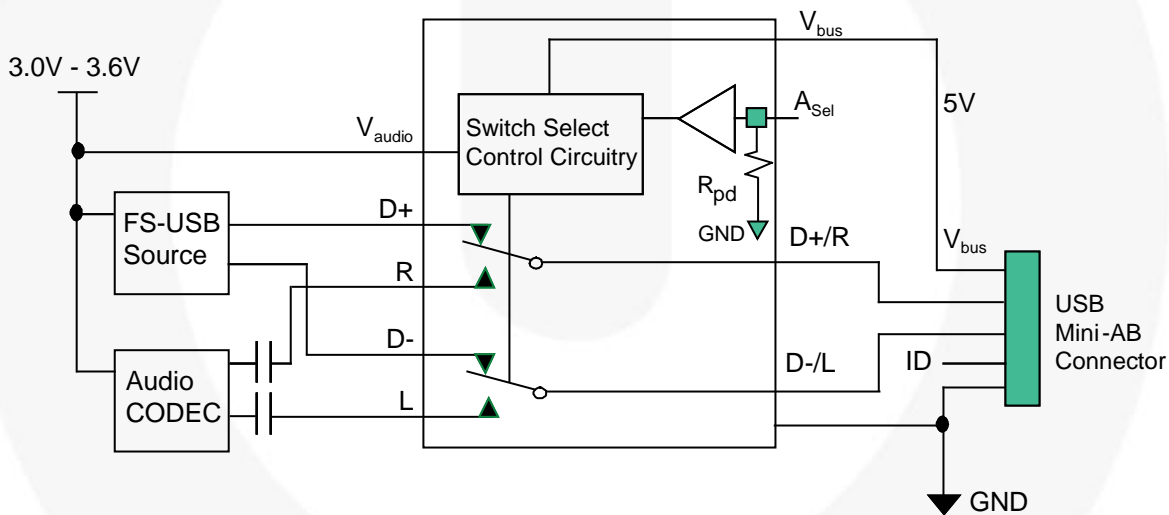 3.0V - 3.6V
Vbus
5V
ASel
Vaudio
Switch Select
Control Circuitry
Rpd
GND
FS-USB
Source
D+
D+/R
Vbus
R
USB
Mini-AB
Connector
D-
D-/L
ID
Audio
CODEC
L
GND